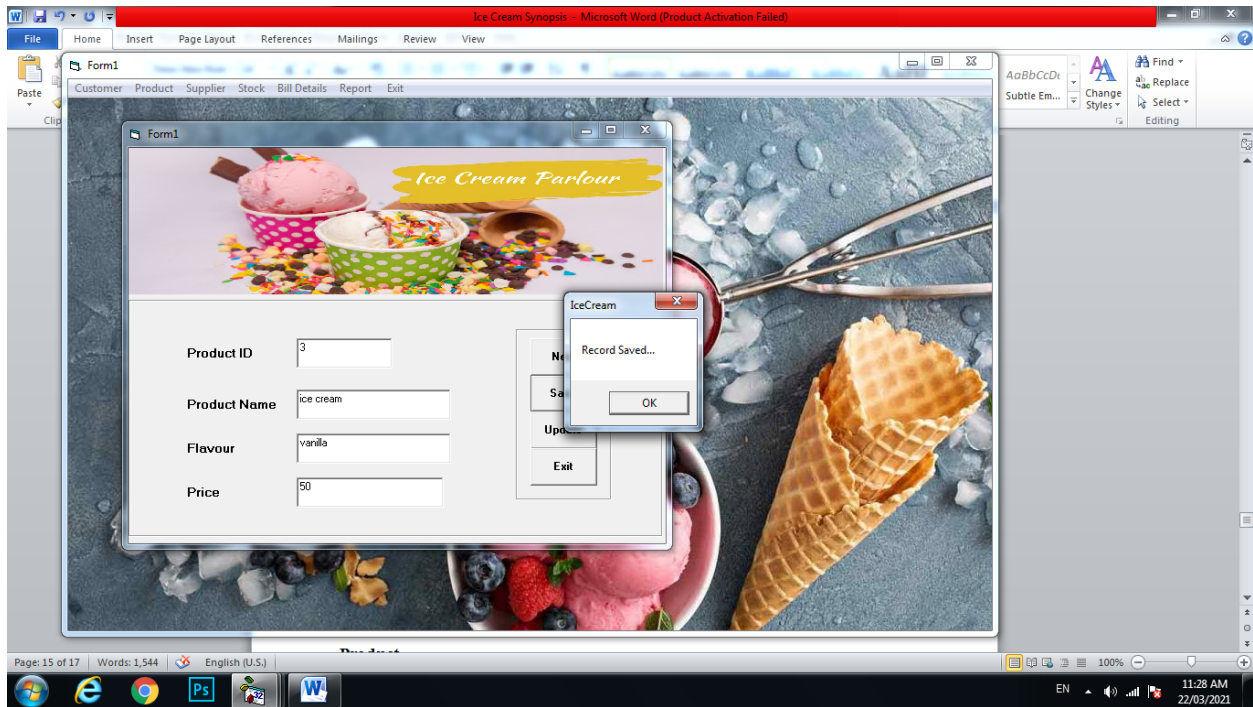 Ice Cream Synopsis - Microsoft Word (Product Activation Failed)
File Home Insert Page Layout References Mailings Review View
Paste
Clip
AaBbCcDc
Subtle Em...
Change Styles
Find
Replace
Select
Editing
Form1
Customer Product Supplier Stock Bill Details Report Exit
Form1
Ice Cream Parlour
IceCream
Record Saved...
OK
Product ID 3
Product Name ice cream
Flavour vanilla
Price 50
Exit
Page: 15 of 17 Words: 1,544 English (U.S.) 100%
Ps
W
EN 11:28 AM
22/03/2021